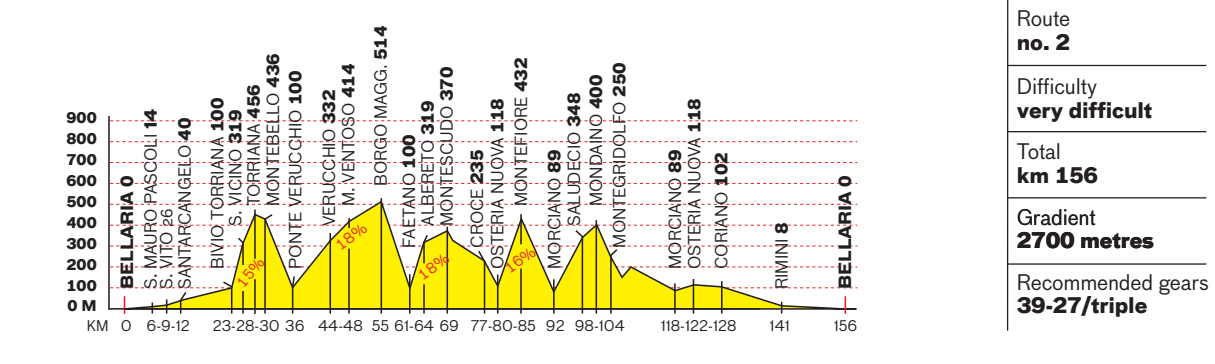 900
800
700
600
500
400
300
200
100
0 M
BELLARIA 0
S. MAURO PASCOLI 14
S. VITO 26
SANTARCANGELO 40
BIVIO TORRIANA 100
S. VICINO 319
TORRIANA 456
MONTEBELLO 436
PONTE VERUCCHIO 100
VERUCCHIO 332
M. VENTOSO 414
BORGO MAGG. 514
FAETANO 100
ALBERETO 319
MONTESCUDO 370
CROCE 235
OSTERIA NUOVA 118
MONTEFIORE 432
MORCIANO 89
SALUDECIO 348
MONDAINO 400
MONTEGRIDOLFO 250
MORCIANO 89
OSTERIA NUOVA 118
CORIANO 102
RIMINI 8
BELLARIA 0
15%
18%
18%
16%
KM 0 6-9-12 23-28-30 36 44-48 55 61-64 69 77-80-85 92 98-104 118-122-128 141 156
Route
no. 2
Difficulty
very difficult
Total
km 156
Gradient
2700 metres
Recommended gears
39-27/triple